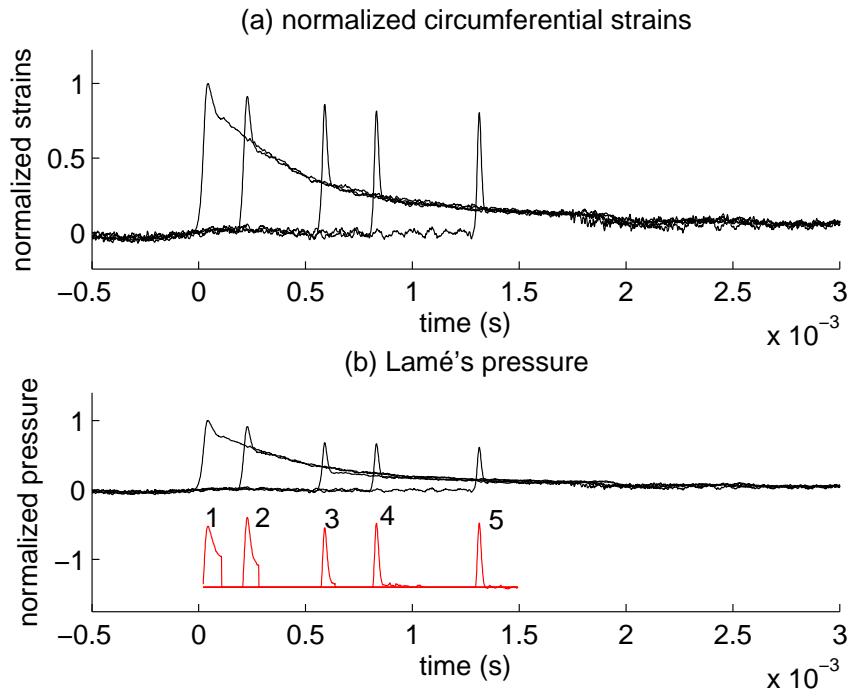 (a) normalized circumferential strains
normalized strains
1
0.5
0
−0.5 0 0.5 1 1.5 2 2.5 3
time (s)
x 10⁻³
(b) Lamé’s pressure
normalized pressure
1
0
−1
1 2 3 4 5
−0.5 0 0.5 1 1.5 2 2.5 3
time (s)
x 10⁻³